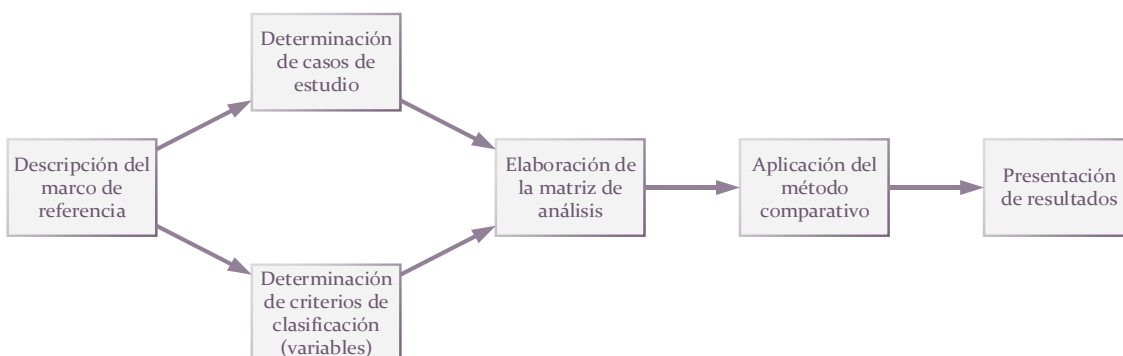 Determinación
de casos de
estudio
Descripción del
marco de
referencia
Elaboración de
la matriz de
análisis
Aplicación del
método
comparativo
Presentación
de resultados
Determinación
de criterios de
clasificación
(variables)